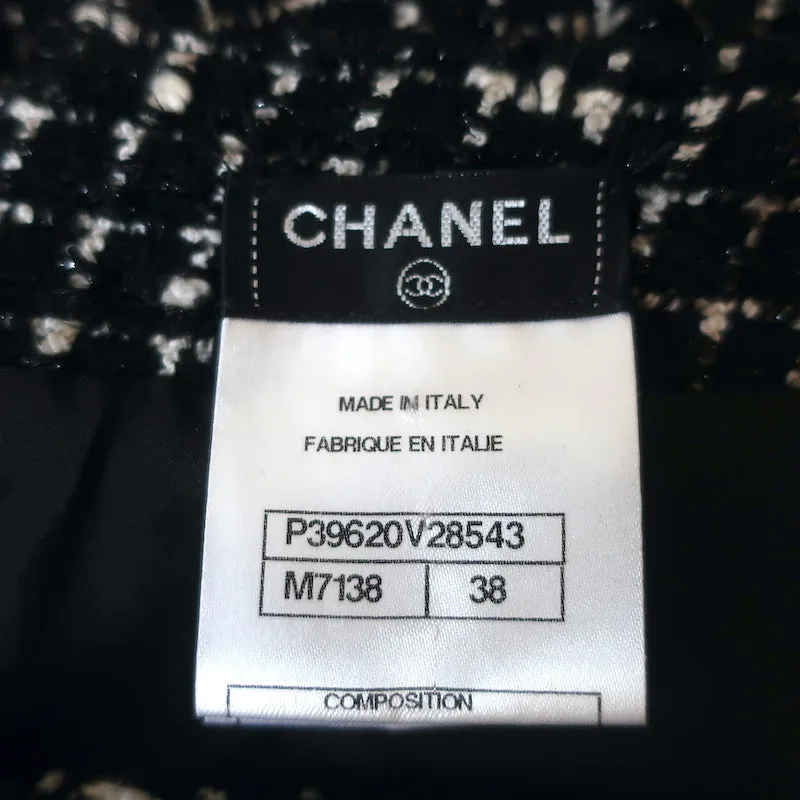 CHANEL
MADE IN ITALY
FABRIQUE EN ITALIE
P39620V28543
M7138 38
COMPOSITION